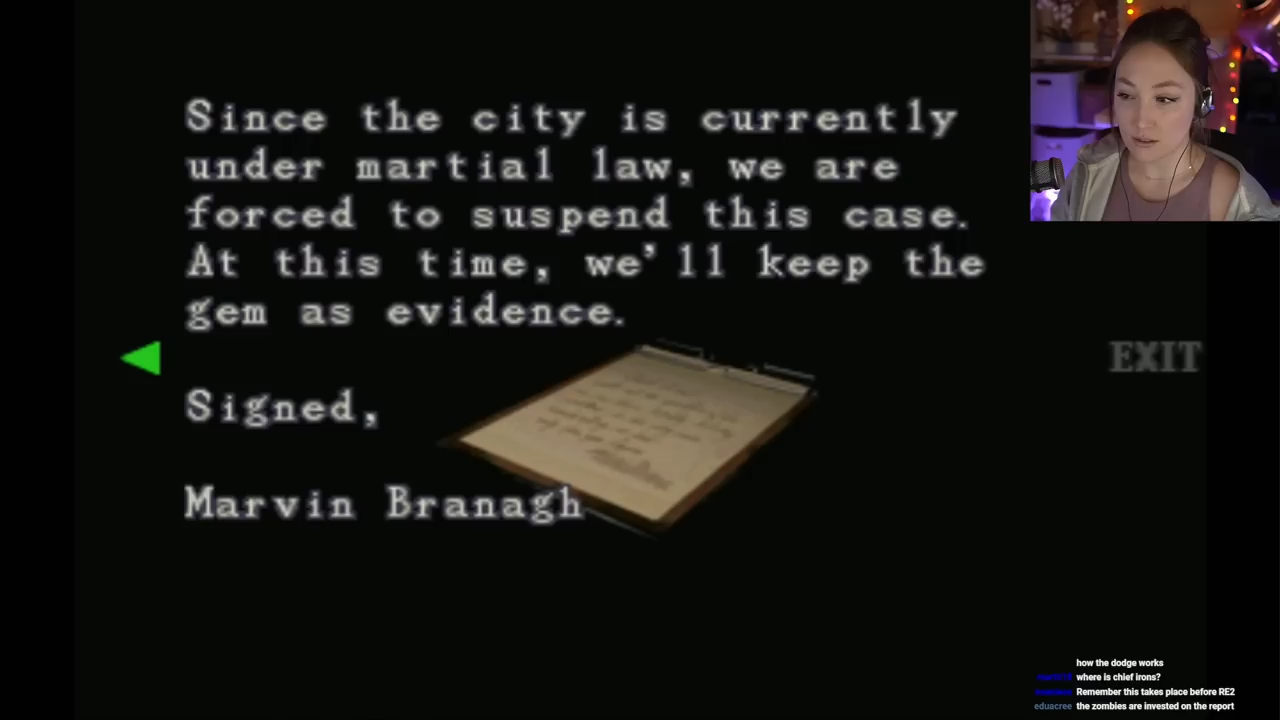 Since the city is currently
under martial law, we are
forced to suspend this case.
At this time, we'll keep the
gem as evidence.
EXIT
Signed,
Marvin Branagh
how the dodge works
where is chief irons?
Remember this takes place before RE2
eduacree the zombies are invested on the report